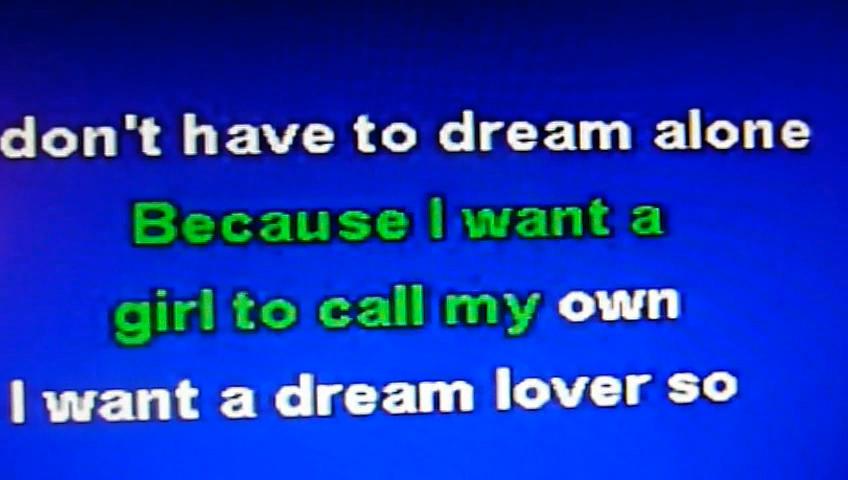 don't have to dream alone
Because I want a
girl to call my own
I want a dream lover so